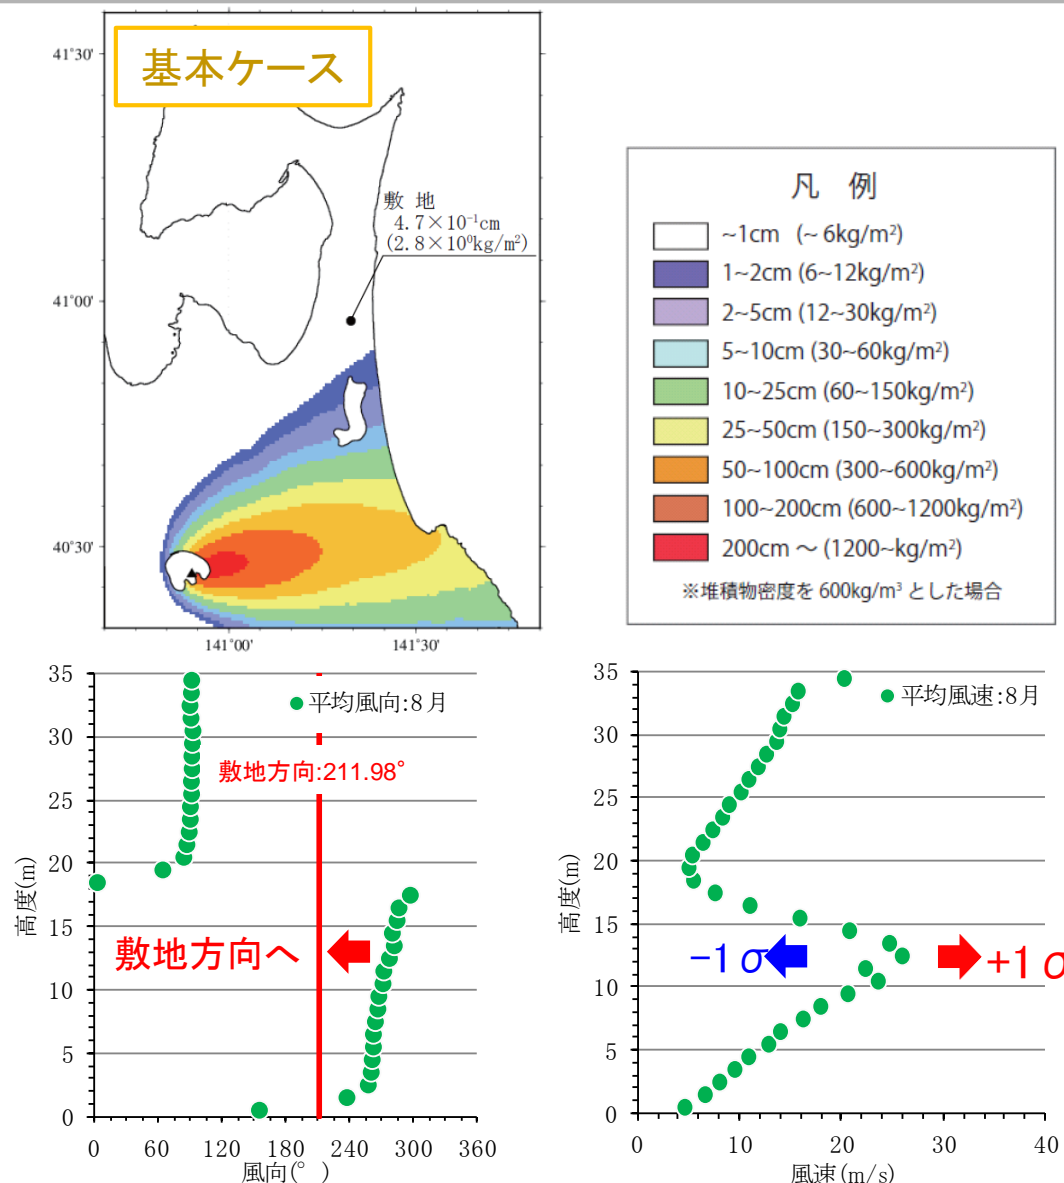 基本ケース
41°30'
41°00'
40°30'
141°00'
141°30'
敷 地
4.7×10⁻¹cm
(2.8×10⁰kg/m²)
凡 例
~1cm (~ 6kg/m²)
1~2cm (6~12kg/m²)
2~5cm (12~30kg/m²)
5~10cm (30~60kg/m²)
10~25cm (60~150kg/m²)
25~50cm (150~300kg/m²)
50~100cm (300~600kg/m²)
100~200cm (600~1200kg/m²)
200cm ～ (1200~kg/m²)
※堆積物密度を 600kg/m³ とした場合
35
30
25
20
15
10
5
0
高度(m)
平均風向:8月
敷地方向:211.98°
敷地方向へ
0 60 120 180 240 300 360
風向(° )
35
30
25
20
15
10
5
0
高度(m)
平均風速:8月
−1σ
+1σ
0 10 20 30 40
風速(m/s)